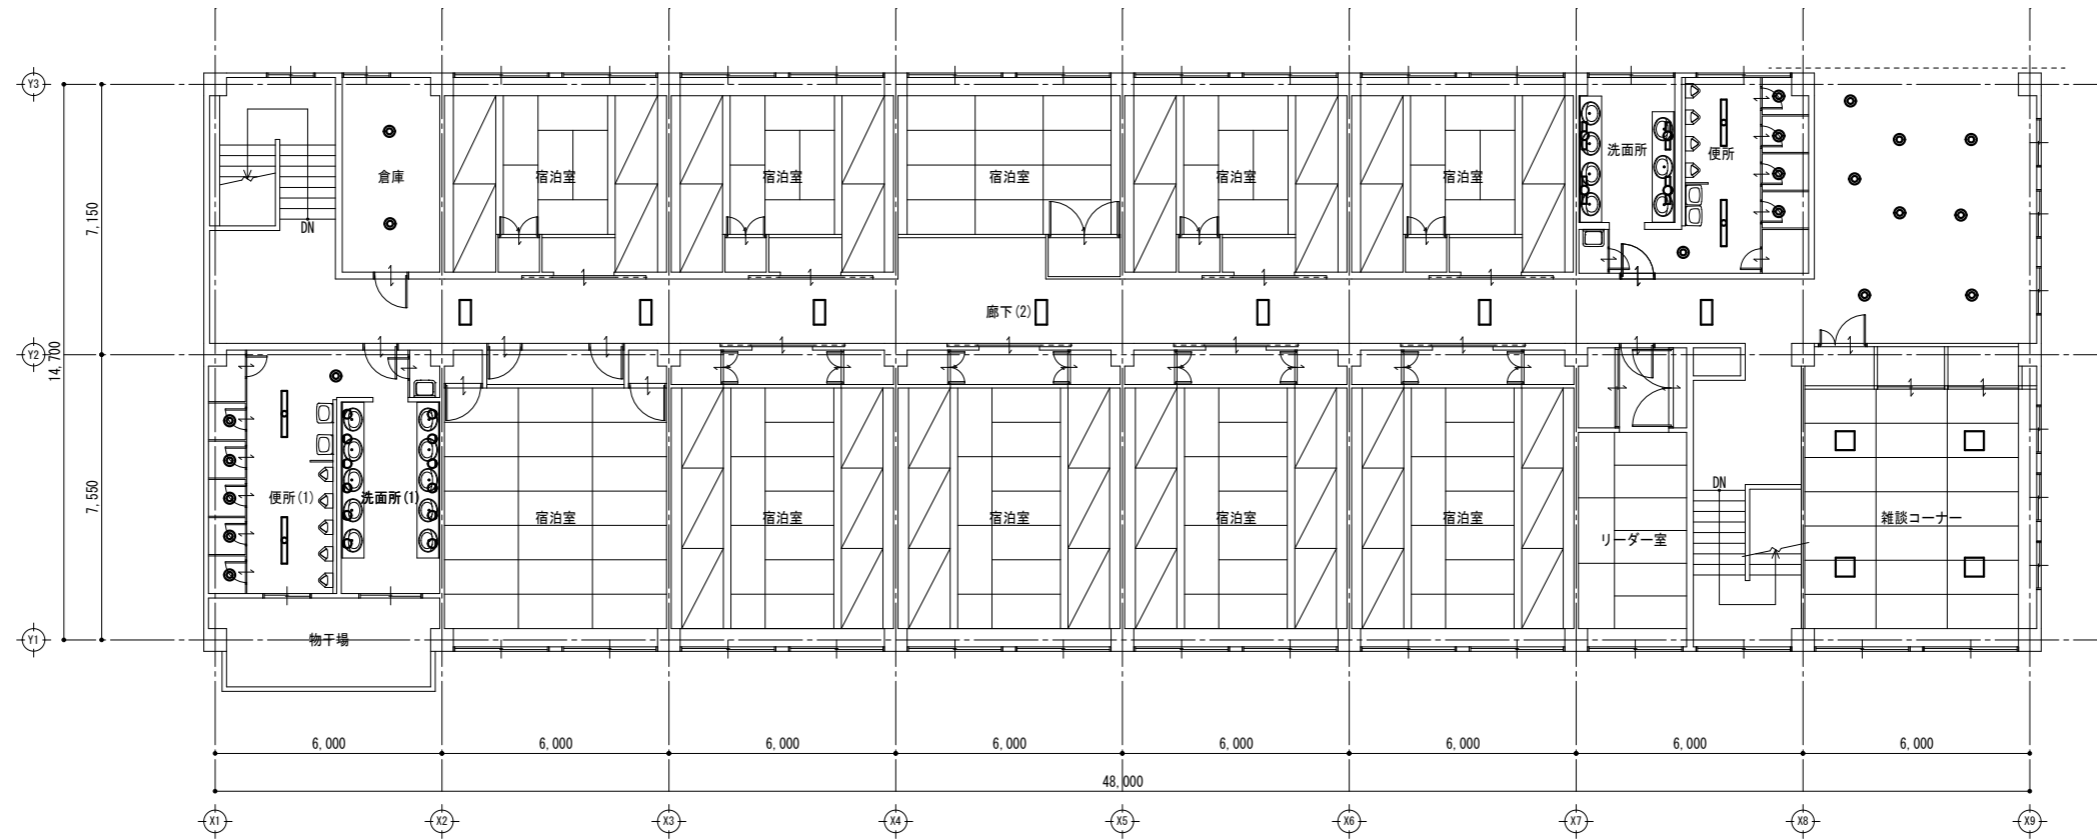 Y3
倉庫
宿泊室
宿泊室
宿泊室
宿泊室
宿泊室
洗面所
便所
7,150
DN
廊下(2)
Y2
14,700
7,550
便所(1)
洗面所(1)
宿泊室
宿泊室
宿泊室
宿泊室
宿泊室
リーダー室
DN
雑談コーナー
Y1
物干場
6,000
6,000
6,000
6,000
6,000
6,000
6,000
6,000
48,000
X1
X2
X3
X4
X5
X6
X7
X8
X9